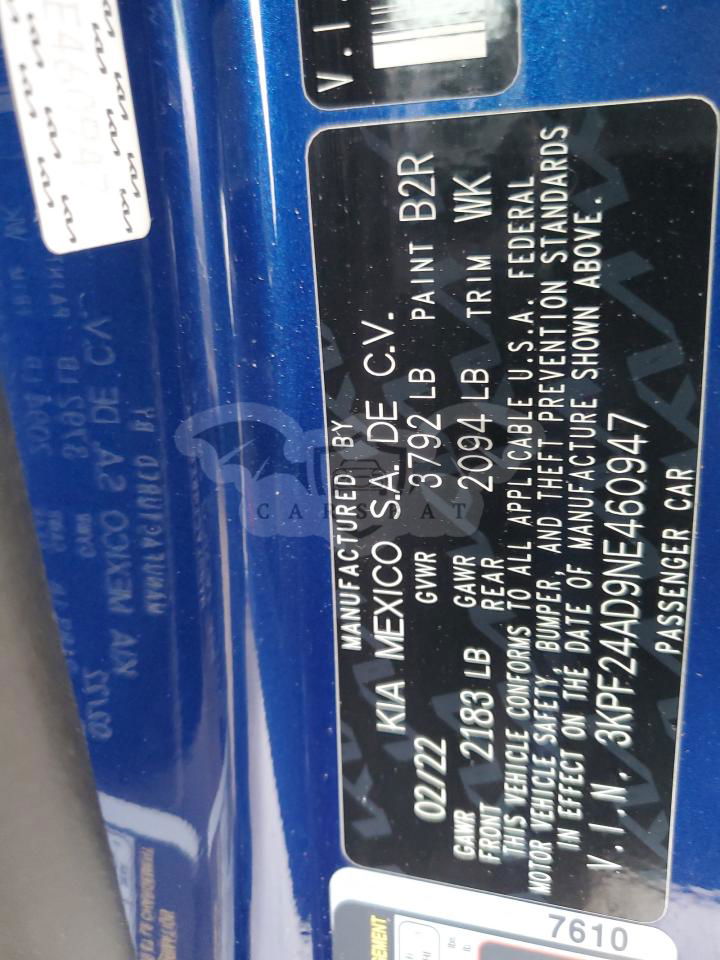 MANUFACTURED BY
KIA MEXICO S.A. DE C.V.
02/22 GVWR 3792 LB PAINT B2R
GAWR FRONT 2183 LB GAWR REAR 2094 LB TRIM WK
THIS VEHICLE CONFORMS TO ALL APPLICABLE U.S.A. FEDERAL
MOTOR VEHICLE SAFETY, BUMPER, AND THEFT PREVENTION STANDARDS
IN EFFECT ON THE DATE OF MANUFACTURE SHOWN ABOVE.
V.I.N. 3KPF24AD9NE460947
PASSENGER CAR
V.I.
7610
CARSCAT